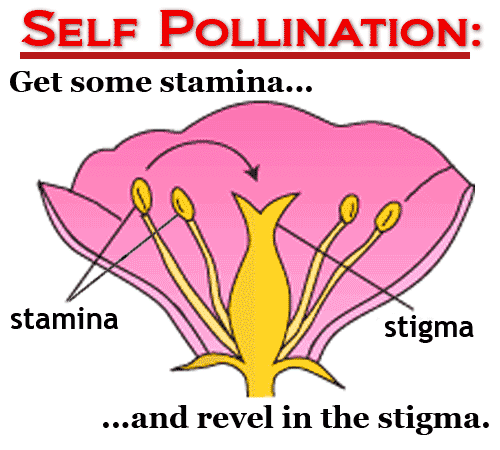 SELF POLLINATION:
Get some stamina...
stamina
stigma
...and revel in the stigma.